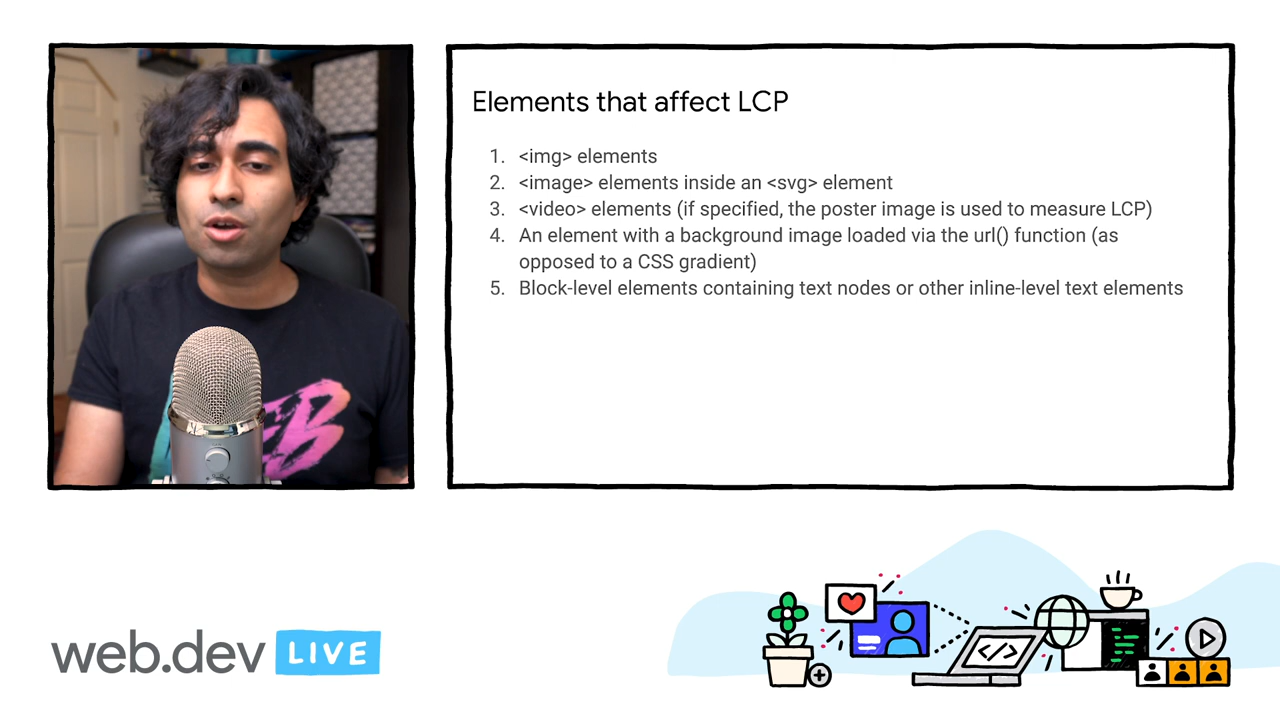 Elements that affect LCP
1. <img> elements
2. <image> elements inside an <svg> element
3. <video> elements (if specified, the poster image is used to measure LCP)
4. An element with a background image loaded via the url() function (as
opposed to a CSS gradient)
5. Block-level elements containing text nodes or other inline-level text elements
EB
</>
web.dev LIVE